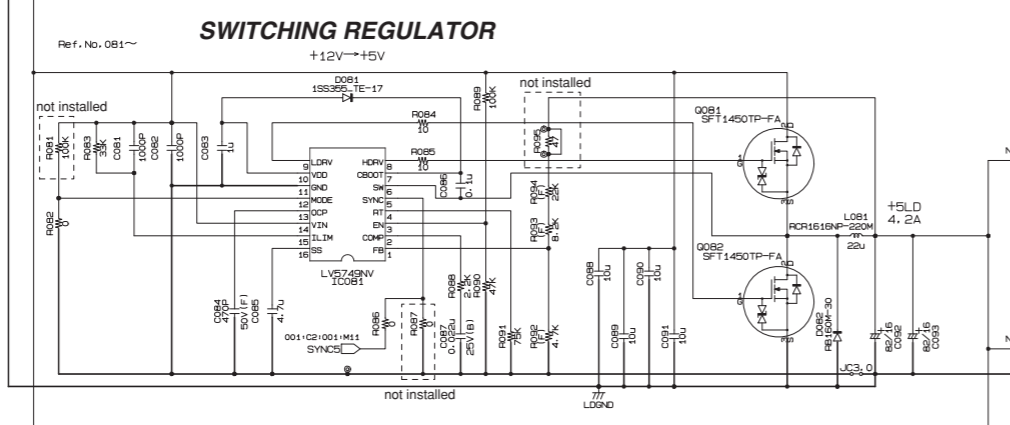 SWITCHING REGULATOR
Ref.No.081~
+12V→+5V
not installed
R081
100K
R083
33K
C081
1000P
C082
1000P
C083
1u
D081
1SS355_TE-17
R089
100K
not installed
R095
47
R084
10
R085
10
C086
0.1u
R094
(F)
22K
R093
(F)
8.2K
Q081
SFT1450TP-FA
D
G
S
9 LDRV
10 VDD
11 GND
12 MODE
13 OCP
14 VIN
15 ILIM
16 SS
HDRV 8
CBOOT 7
SW 6
SYNC 5
RT 4
EN 3
COMP 2
FB 1
LV5749NV
IC081
R082
0
C084
470P
50V(F)
C085
4.7u
001:C2:001:M11
SYNC5
R086
0
R087
0
not installed
C087
0.022u
25V(B)
R088
2.2K
R090
47K
R091
75K
R092
(F)
4.7K
C088
10u
C089
10u
C090
10u
C091
10u
LDGND
Q082
SFT1450TP-FA
D
G
S
+5LD
4.2A
L081
RCR1616NP-220M
22u
D082
RB160M-30
82/16
C092
82/16
C093
JC3.0
N
N